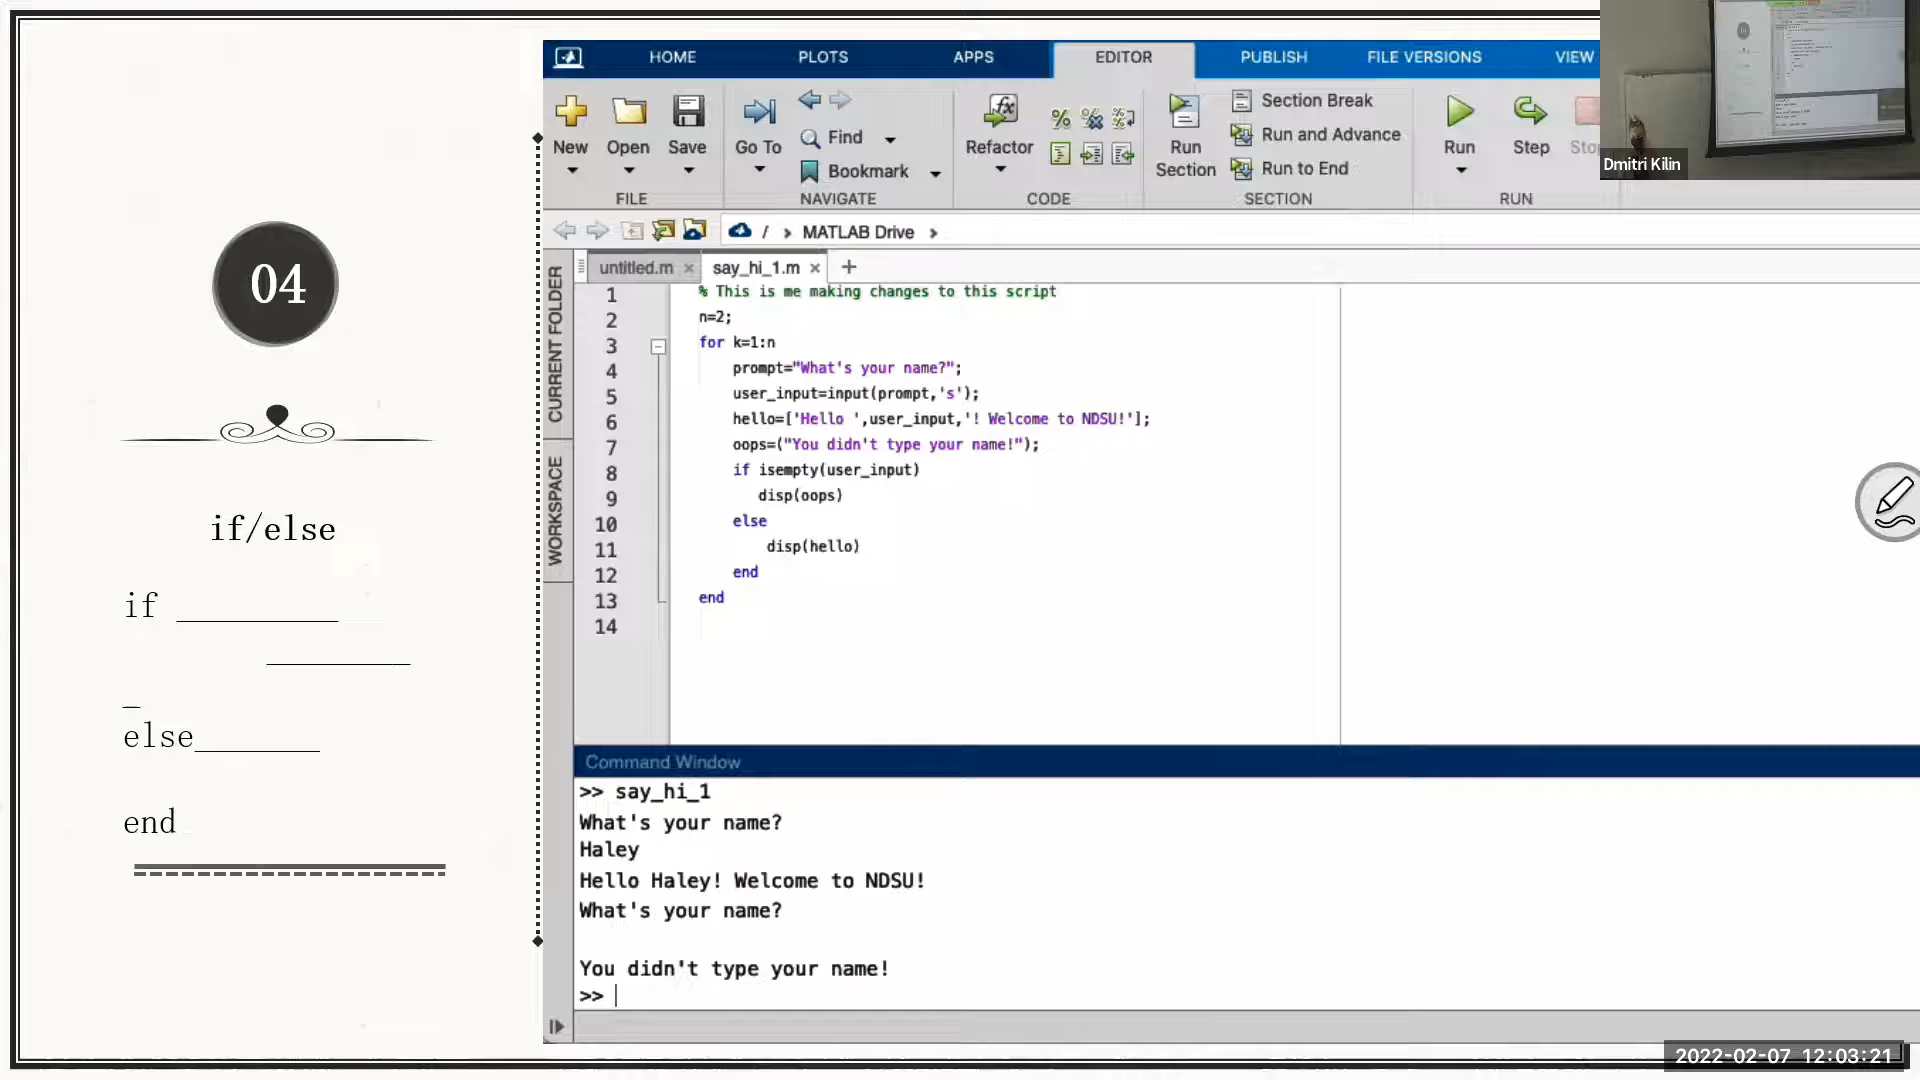 04
if/else
if _________
________
_
else_______
end
HOME PLOTS APPS EDITOR PUBLISH FILE VERSIONS VIEW
New Open Save Go To Find Bookmark Refactor Run Section Section Break Run and Advance Run to End Run Step Sto
FILE NAVIGATE CODE SECTION RUN
/ > MATLAB Drive >
CURRENT FOLDER
WORKSPACE
untitled.m × say_hi_1.m × +
1 % This is me making changes to this script
2 n=2;
3 for k=1:n
4 prompt="What's your name?";
5 user_input=input(prompt,'s');
6 hello=['Hello ',user_input,'! Welcome to NDSU!'];
7 oops=("You didn't type your name!");
8 if isempty(user_input)
9 disp(oops)
10 else
11 disp(hello)
12 end
13 end
14
Command Window
>> say_hi_1
What's your name?
Haley
Hello Haley! Welcome to NDSU!
What's your name?
You didn't type your name!
>>
Dmitri Kilin
2022-02-07 12:03:21